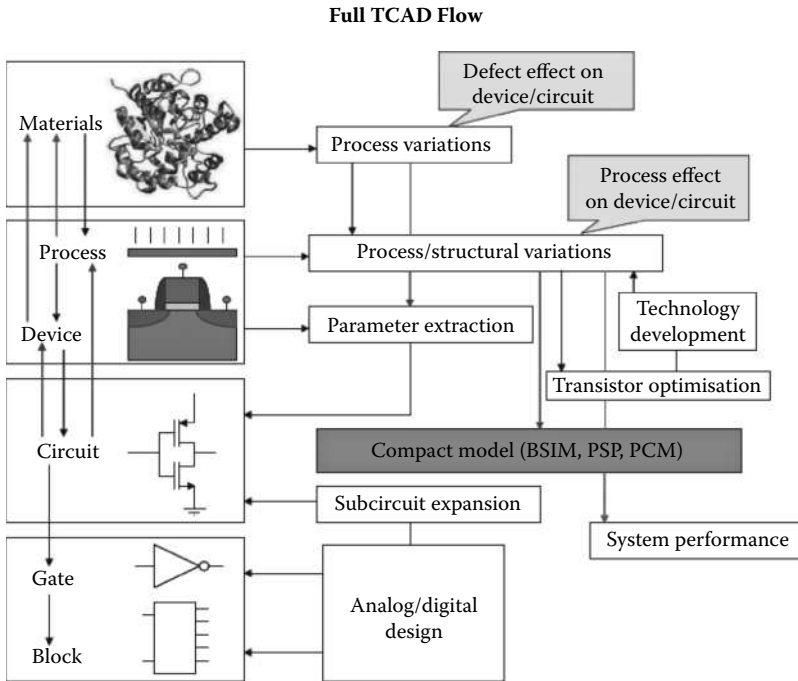 Full TCAD Flow
Defect effect on
device/circuit
Materials
Process variations
Process effect
on device/circuit
Process
Process/structural variations
Technology
development
Device
Parameter extraction
Transistor optimisation
Circuit
Compact model (BSIM, PSP, PCM)
Subcircuit expansion
System performance
Gate
Analog/digital
design
Block